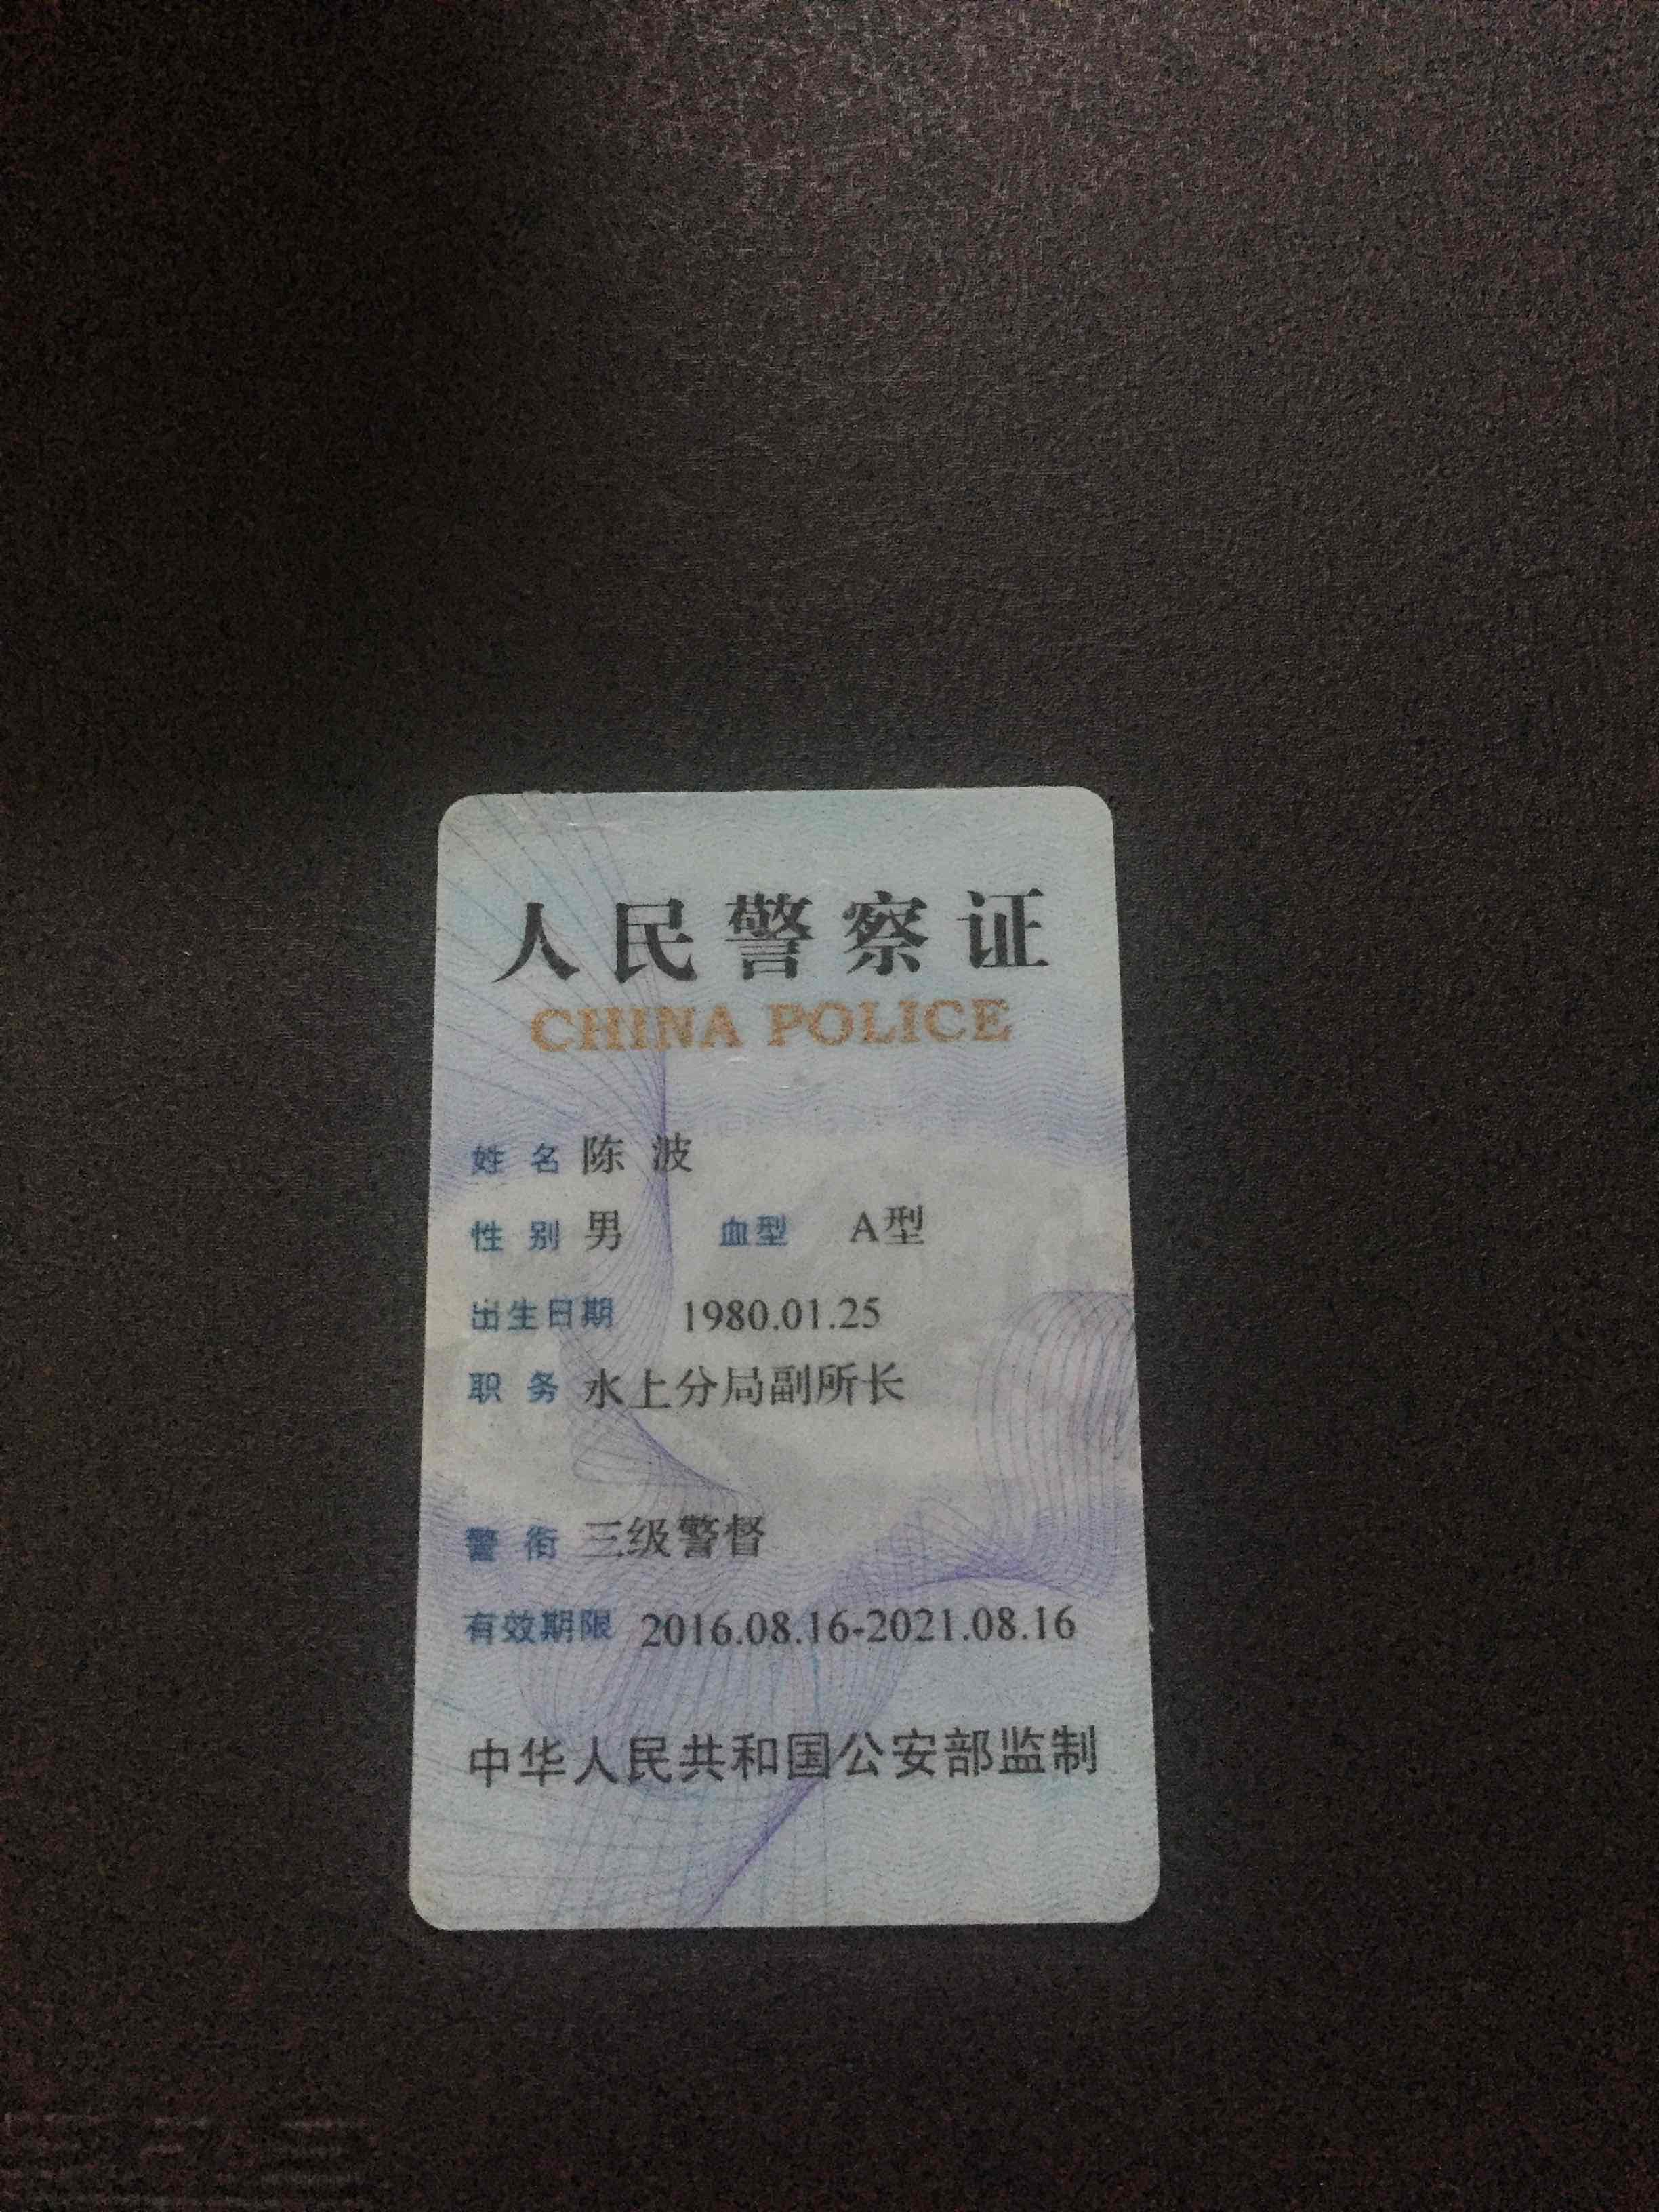 人民警察证
CHINA POLICE
姓 名 陈 波
性 别 男 血型 A型
出生日期 1980.01.25
职 务 水上分局副所长
警 衔 三级警督
有效期限 2016.08.16-2021.08.16
中华人民共和国公安部监制